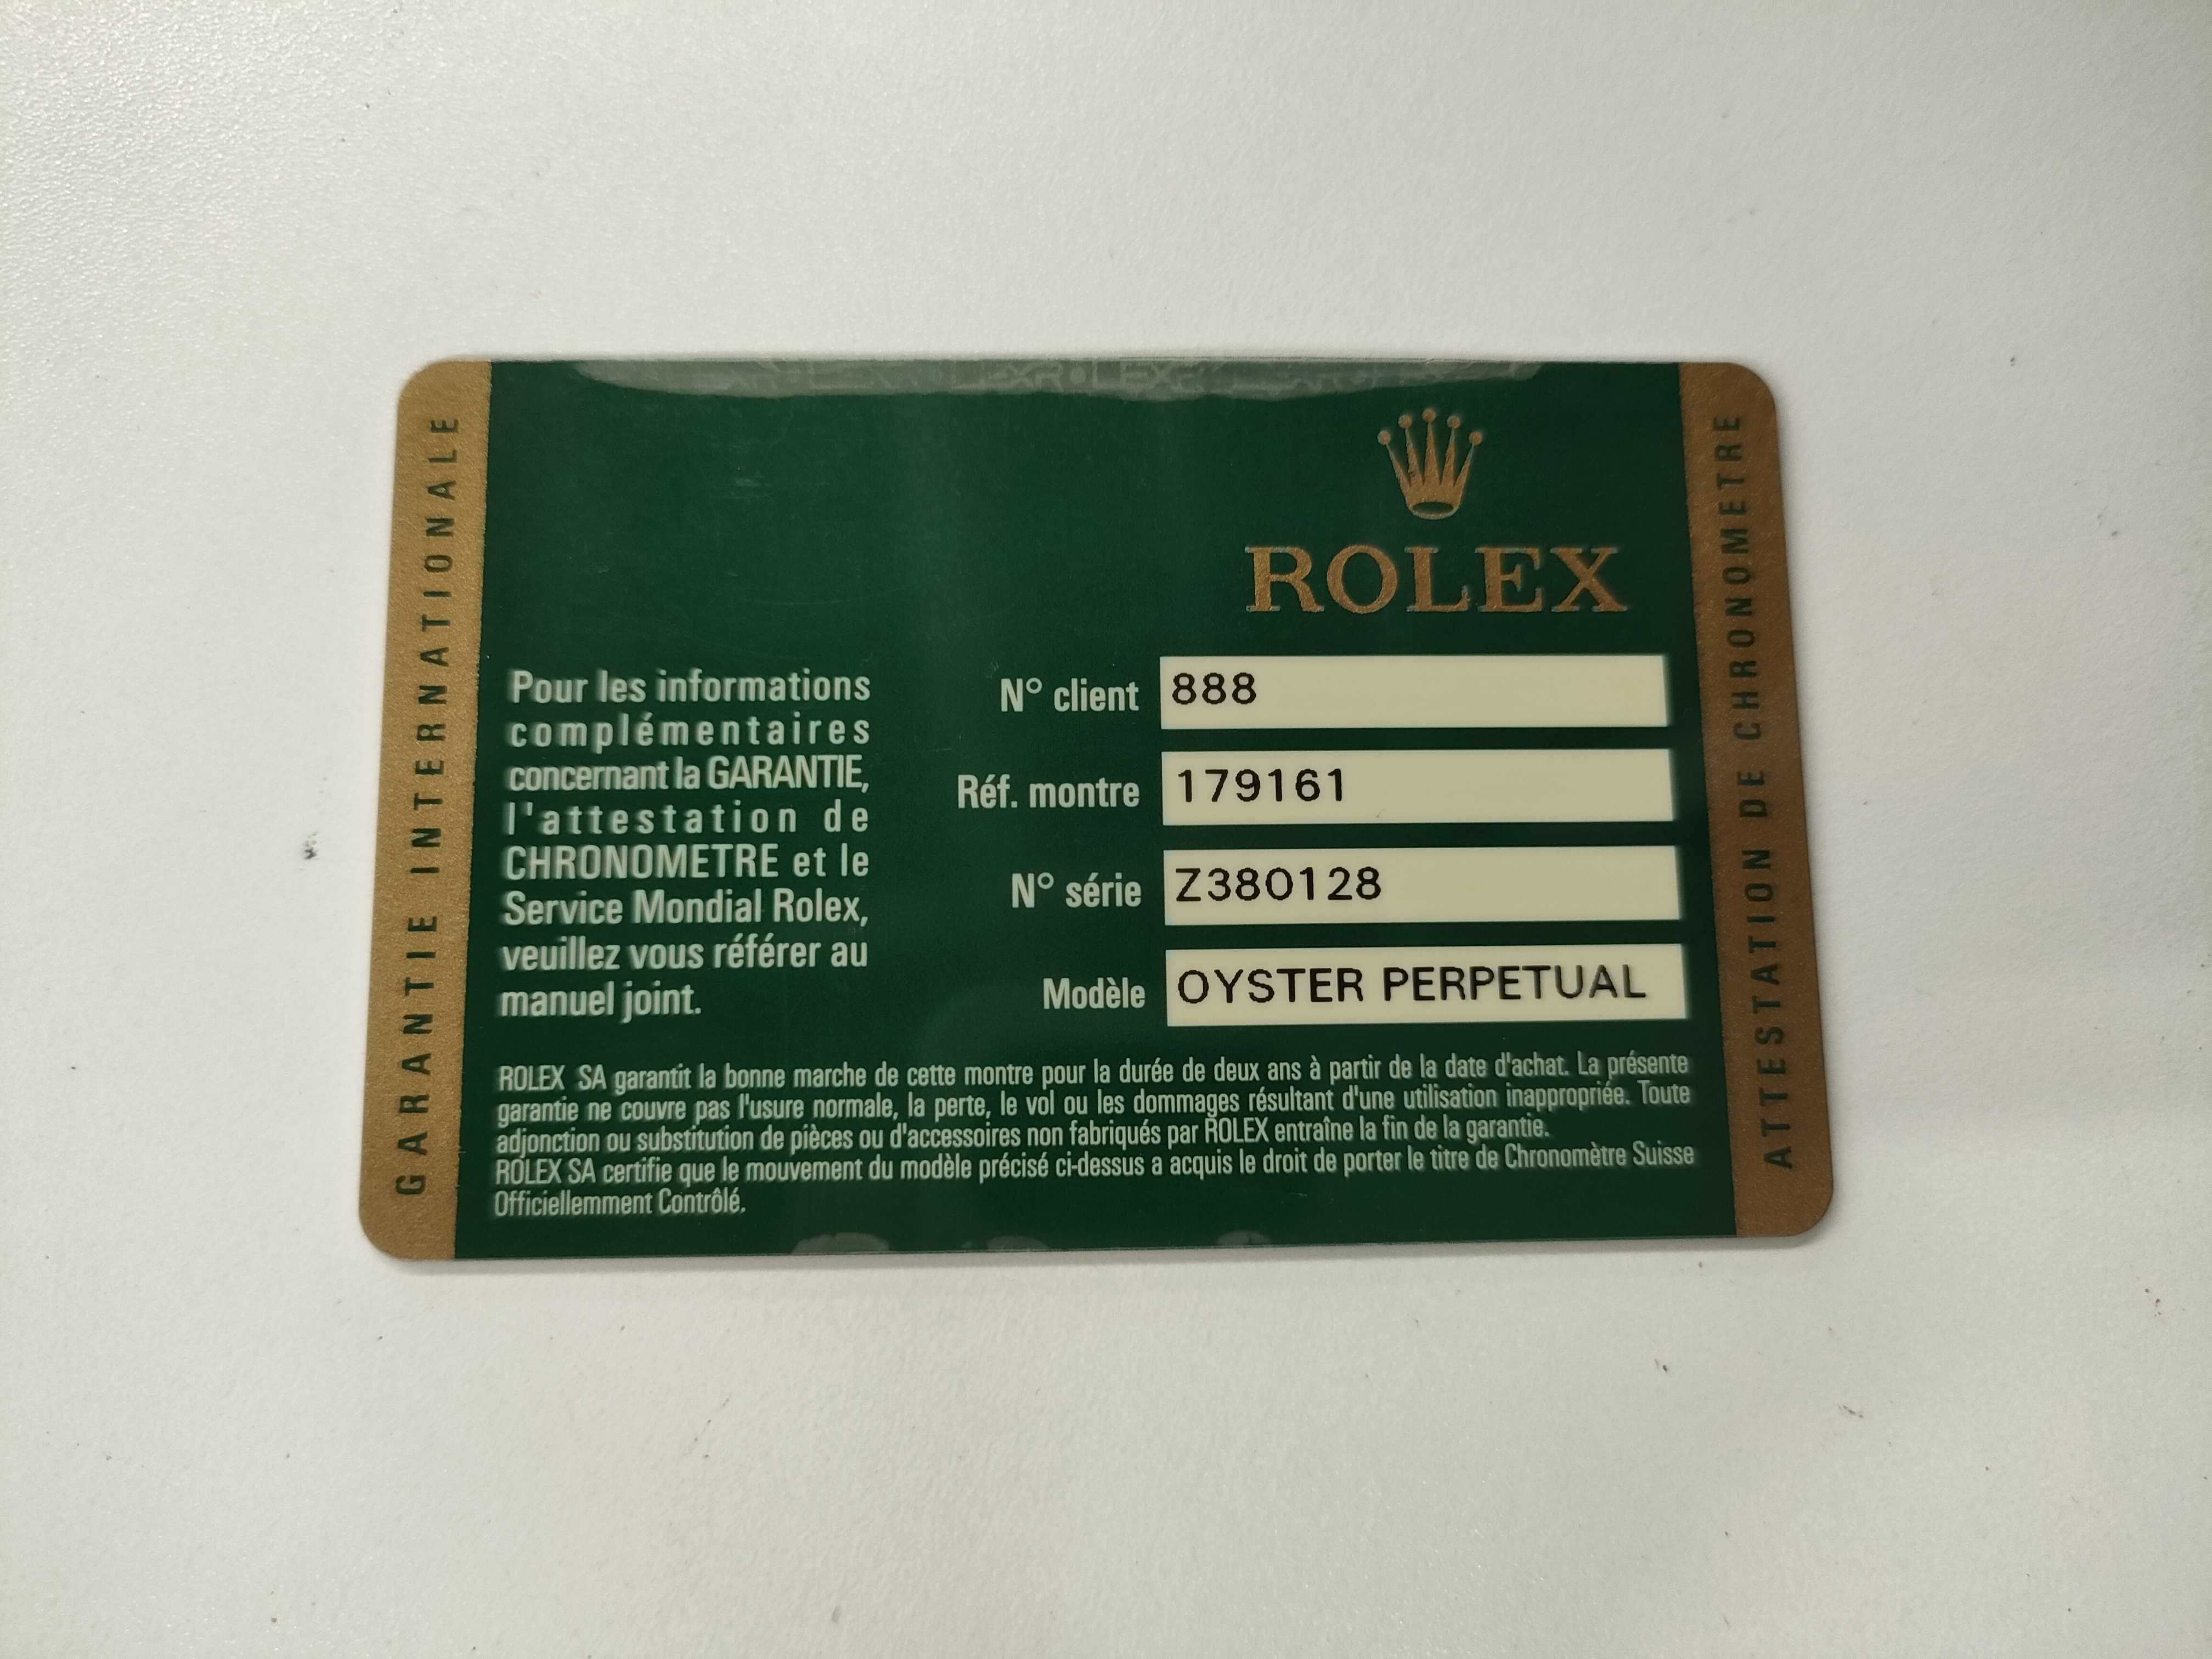 GARANTIE INTERNATIONALE
ROLEX
Pour les informations
complémentaires
concernant la GARANTIE,
l'attestation de
CHRONOMETRE et le
Service Mondial Rolex,
veuillez vous référer au
manuel joint.
N° client 888
Réf. montre 179161
N° série Z380128
Modèle OYSTER PERPETUAL
ROLEX SA garantit la bonne marche de cette montre pour la durée de deux ans à partir de la date d'achat. La présente
garantie ne couvre pas l'usure normale, la perte, le vol ou les dommages résultant d'une utilisation inappropriée. Toute
adjonction ou substitution de pièces ou d'accessoires non fabriqués par ROLEX entraîne la fin de la garantie.
ROLEX SA certifie que le mouvement du modèle précisé ci-dessus a acquis le droit de porter le titre de Chronomètre Suisse
Officiellemment Contrôlé.
ATTESTATION DE CHRONOMETRE